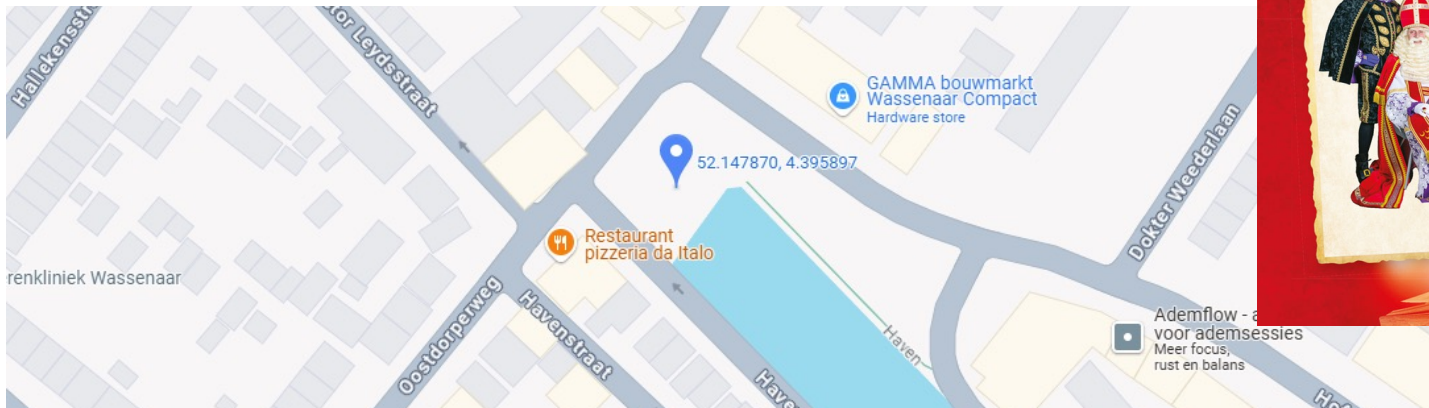 Hallekensstr
tor Leydsstraat
GAMMA bouwmarkt
Wassenaar Compact
Hardware store
52.147870, 4.395897
Dokter Weederlaan
Restaurant
pizzeria da Italo
renkliniek Wassenaar
Oostdorperweg
Havenstraat
Haven
Have
Ademflow - a
voor ademsessies
Meer focus,
rust en balans